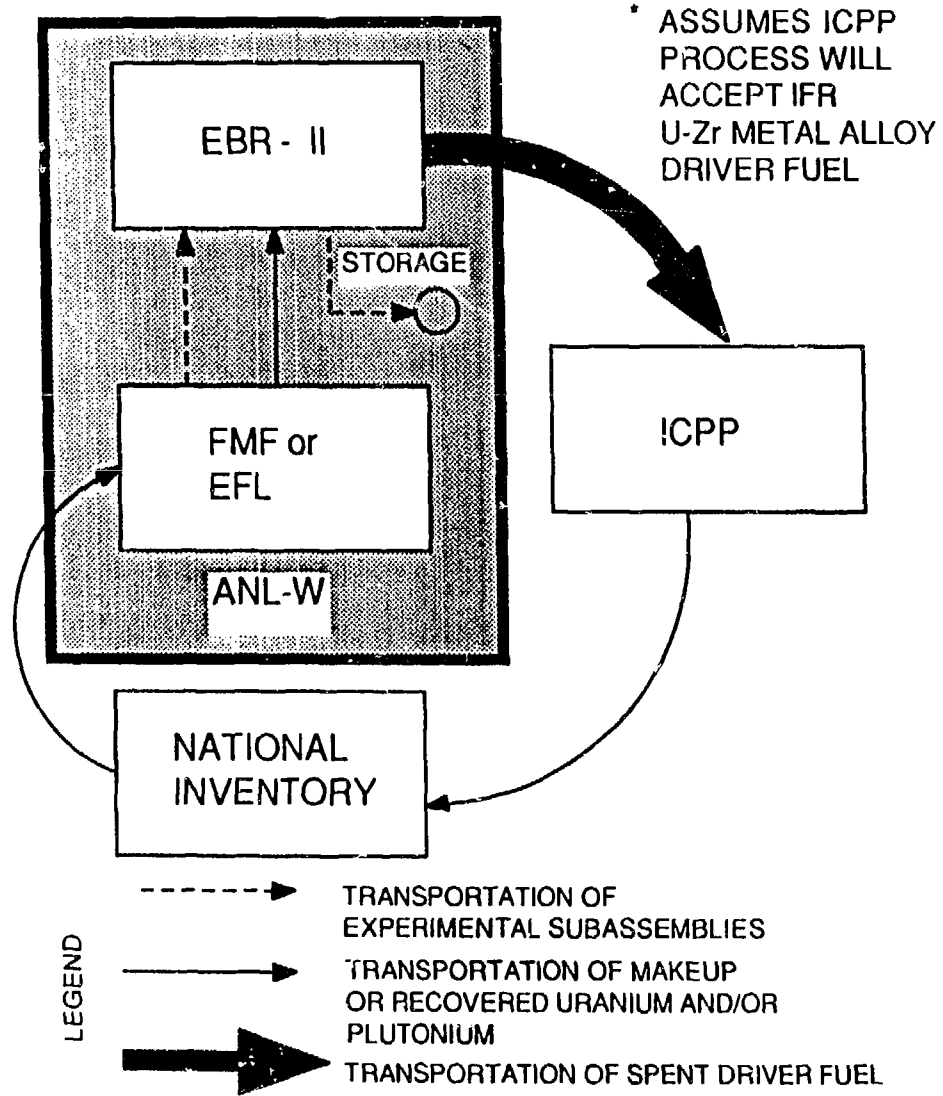 * ASSUMES ICPP
PROCESS WILL
ACCEPT IFR
U-Zr METAL ALLOY
DRIVER FUEL
EBR - II
STORAGE
ICPP
FMF or
EFL
ANL-W
NATIONAL
INVENTORY
LEGEND
TRANSPORTATION OF
EXPERIMENTAL SUBASSEMBLIES
TRANSPORTATION OF MAKEUP
OR RECOVERED URANIUM AND/OR
PLUTONIUM
TRANSPORTATION OF SPENT DRIVER FUEL